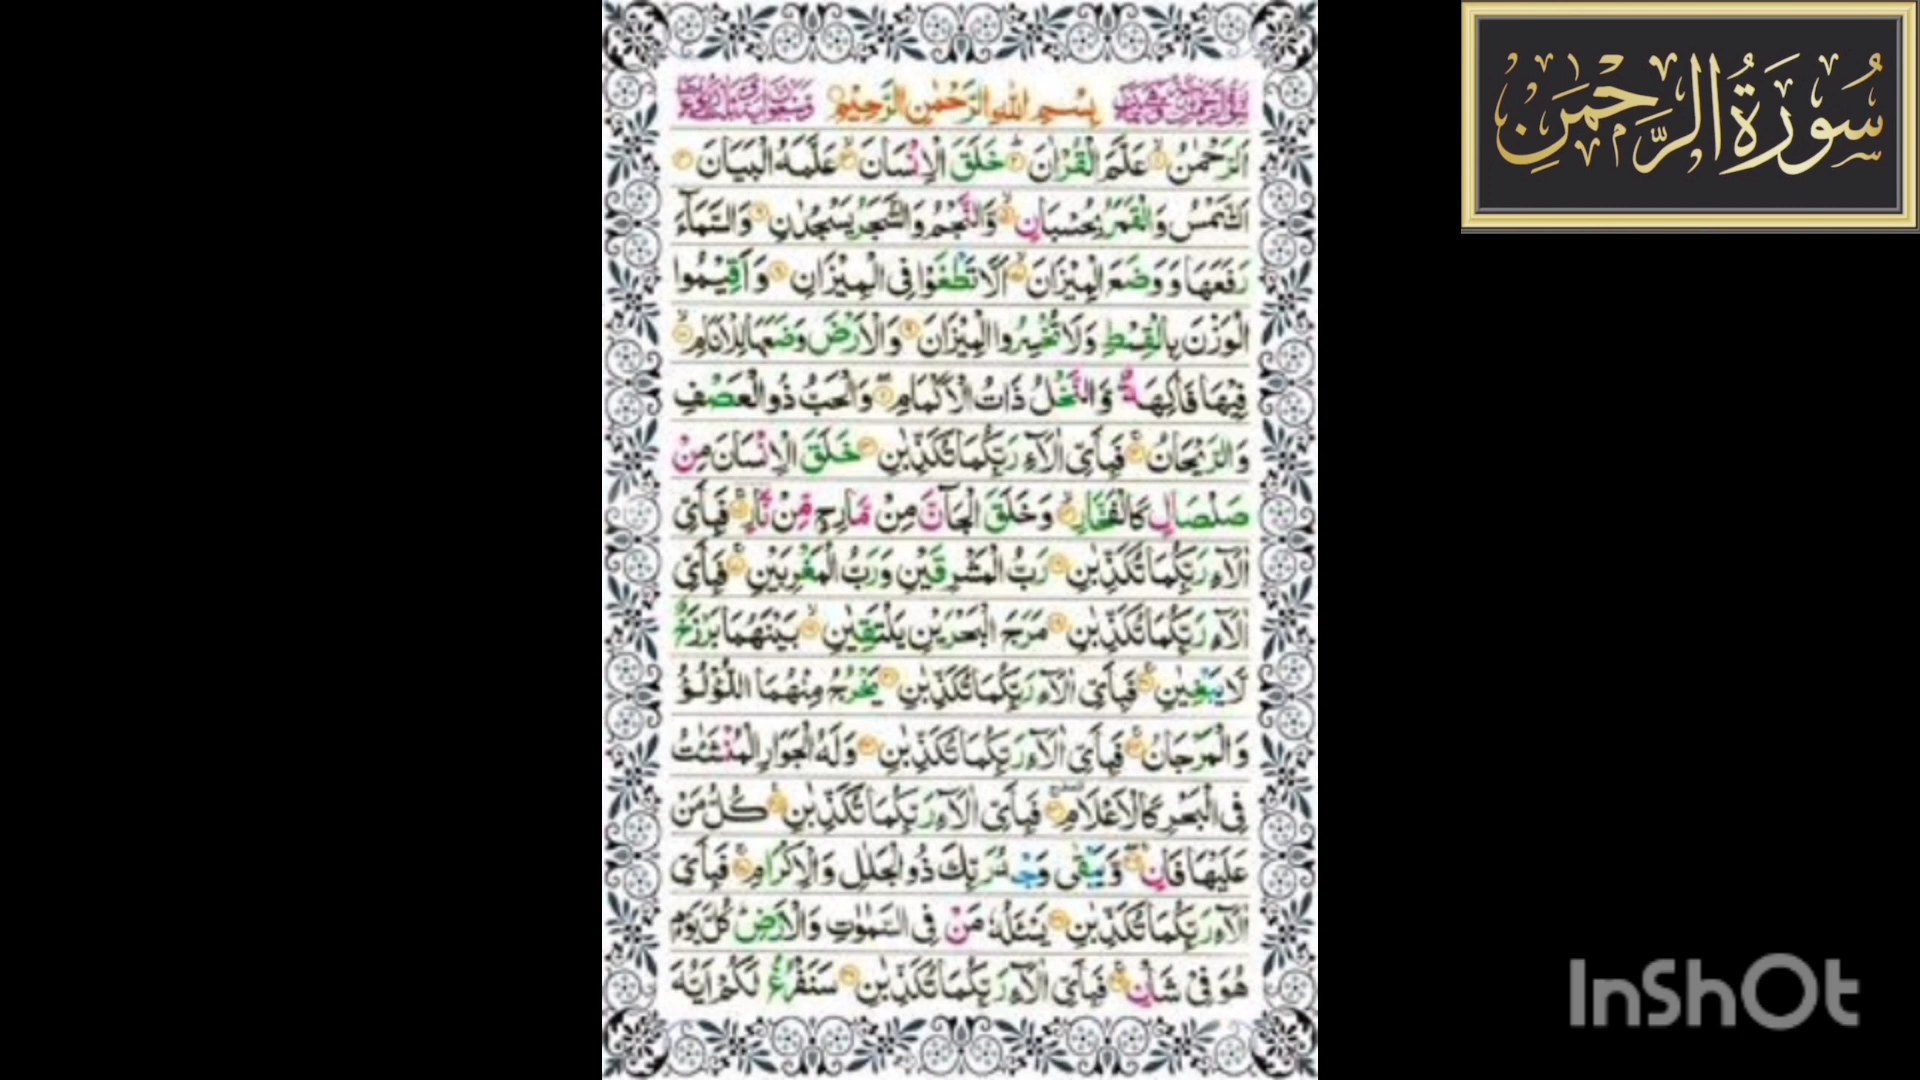 سُورَةُ الرَّحْمَنِ
بِسْمِ اللهِ الرَّحْمٰنِ الرَّحِيْمِ
اَلرَّحْمٰنُ ۙ عَلَّمَ الْقُرْاٰنَ ؕ خَلَقَ الْاِنْسَانَ ۙ عَلَّمَهُ الْبَيَانَ
اَلشَّمْسُ وَالْقَمَرُ بِحُسْبَانٍ ۙ وَّالنَّجْمُ وَالشَّجَرُ يَسْجُدٰنِ وَالسَّمَآءَ
رَفَعَهَا وَوَضَعَ الْمِيْزَانَ ۙ اَلَّا تَطْغَوْا فِى الْمِيْزَانِ وَاَقِيْمُوا
الْوَزْنَ بِالْقِسْطِ وَلَا تُخْسِرُوا الْمِيْزَانَ وَالْاَرْضَ وَضَعَهَا لِلْاَنَامِ ۙ
فِيْهَا فَاكِهَةٌ وَّالنَّخْلُ ذَاتُ الْاَكْمَامِ وَالْحَبُّ ذُو الْعَصْفِ
وَالرَّيْحَانُ ۚ فَبِاَىِّ اٰلَآءِ رَبِّكُمَا تُكَذِّبٰنِ خَلَقَ الْاِنْسَانَ مِنْ
صَلْصَالٍ كَالْفَخَّارِ ۙ وَخَلَقَ الْجَآنَّ مِنْ مَّارِجٍ مِّنْ نَّارٍ ۚ فَبِاَىِّ
اٰلَآءِ رَبِّكُمَا تُكَذِّبٰنِ رَبُّ الْمَشْرِقَيْنِ وَرَبُّ الْمَغْرِبَيْنِ ۚ فَبِاَىِّ
اٰلَآءِ رَبِّكُمَا تُكَذِّبٰنِ مَرَجَ الْبَحْرَيْنِ يَلْتَقِيٰنِ ۙ بَيْنَهُمَا بَرْزَخٌ
لَّا يَبْغِيٰنِ ۚ فَبِاَىِّ اٰلَآءِ رَبِّكُمَا تُكَذِّبٰنِ يَخْرُجُ مِنْهُمَا اللُّؤْلُؤُ
وَالْمَرْجَانُ ۚ فَبِاَىِّ اٰلَآءِ رَبِّكُمَا تُكَذِّبٰنِ وَلَهُ الْجَوَارِ الْمُنْشَئٰتُ
فِى الْبَحْرِ كَالْاَعْلَامِ ۚ فَبِاَىِّ اٰلَآءِ رَبِّكُمَا تُكَذِّبٰنِ كُلُّ مَنْ
عَلَيْهَا فَانٍ وَّيَبْقٰى وَجْهُ رَبِّكَ ذُو الْجَلٰلِ وَالْاِكْرَامِ ۚ فَبِاَىِّ
اٰلَآءِ رَبِّكُمَا تُكَذِّبٰنِ يَسْئَلُهٗ مَنْ فِى السَّمٰوٰتِ وَالْاَرْضِ ؕ كُلَّ يَوْمٍ
هُوَ فِىْ شَاْنٍ ۚ فَبِاَىِّ اٰلَآءِ رَبِّكُمَا تُكَذِّبٰنِ سَنَفْرُغُ لَكُمْ اَيُّهَ
InShOt